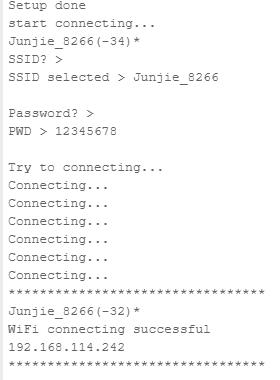 Setup done
start connecting...
Junjie_8266(-34)*
SSID? >
SSID selected > Junjie_8266
Password? >
PWD > 12345678
Try to connecting...
Connecting...
Connecting...
Connecting...
Connecting...
Connecting...
Connecting...
*********************************
Junjie_8266(-32)*
WiFi connecting successful
192.168.114.242
*********************************